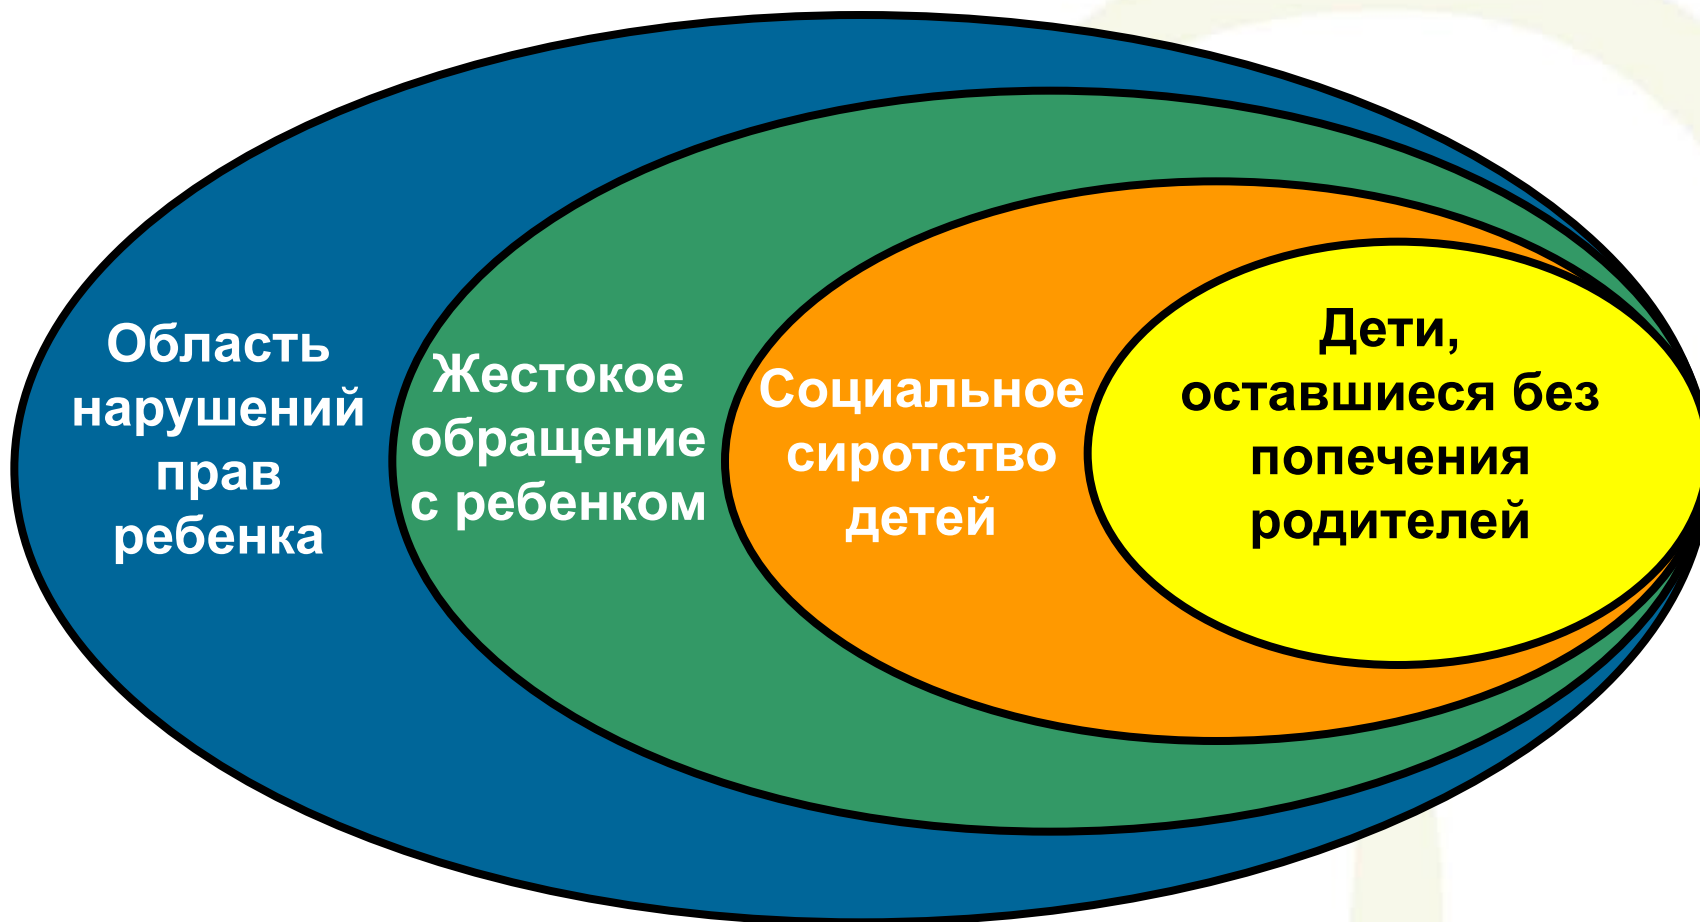 Область
нарушений
прав
ребенка
Жестокое
обращение
с ребенком
Социальное
сиротство
детей
Дети,
оставшиеся без
попечения
родителей